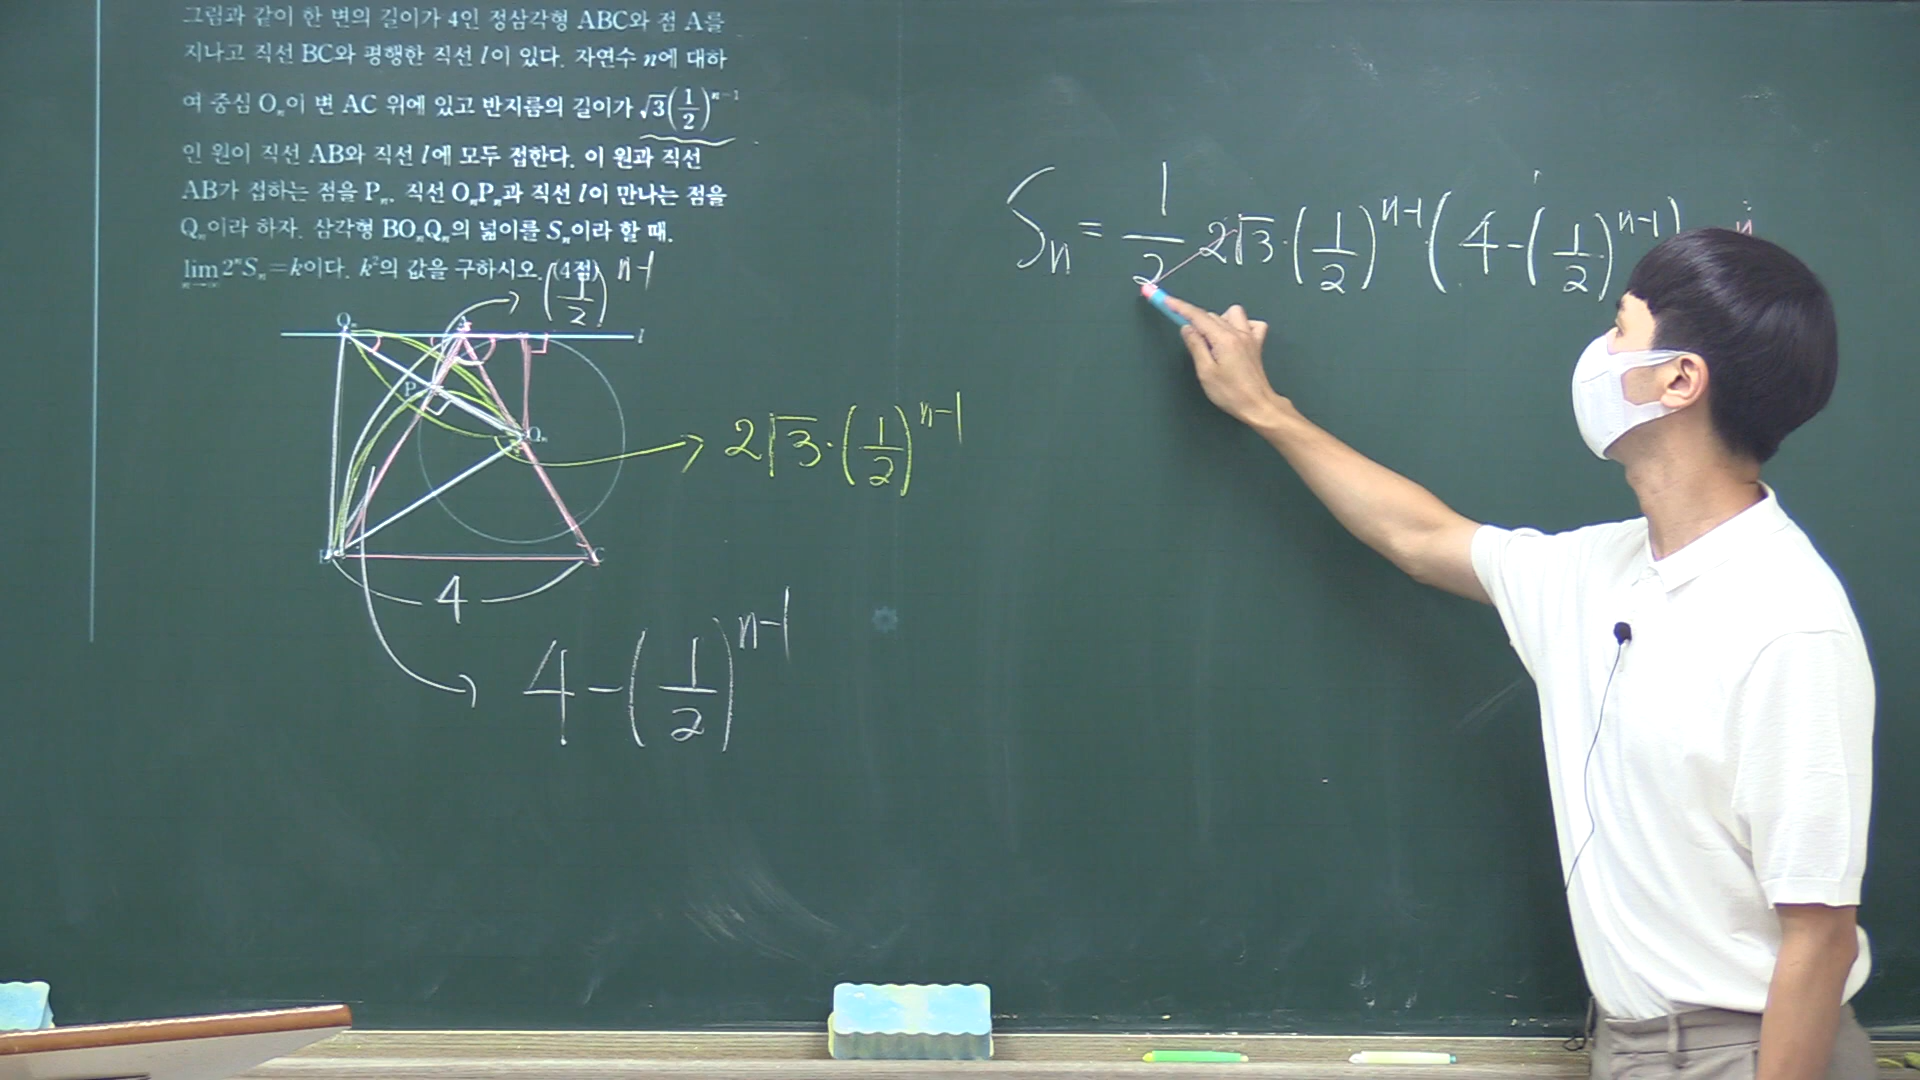 그림과 같이 한 변의 길이가 4인 정삼각형 ABC와 점 A를
지나고 직선 BC와 평행한 직선 l이 있다. 자연수 n에 대하
여 중심 Oₙ이 변 AC 위에 있고 반지름의 길이가 √3(1/2)ⁿ⁻¹
인 원이 직선 AB와 직선 l에 모두 접한다. 이 원과 직선
AB가 접하는 점을 Pₙ, 직선 OₙPₙ과 직선 l이 만나는 점을
Qₙ이라 하자. 삼각형 BOₙQₙ의 넓이를 Sₙ이라 할 때,
lim 2ⁿSₙ=k이다. k²의 값을 구하시오. (4점)
n→∞
(1/2)ⁿ⁻¹
Sₙ = 1/2 2√3·(1/2)ⁿ⁻¹(4-(1/2)ⁿ⁻¹) n
Qₙ A l
P
Oₙ
2√3·(1/2)ⁿ⁻¹
B C
4
4-(1/2)ⁿ⁻¹